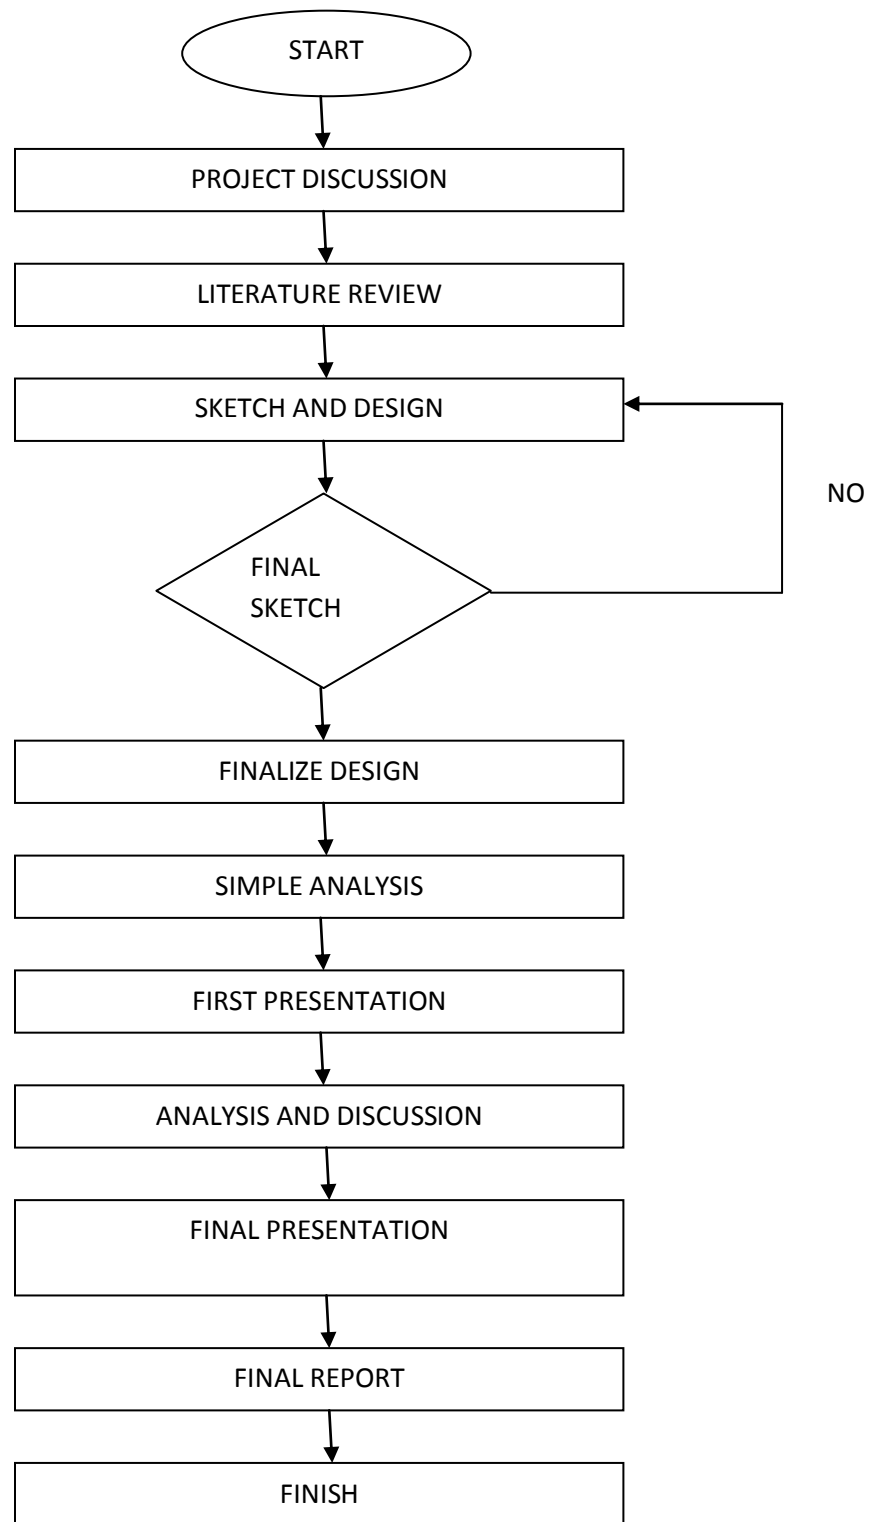 START
PROJECT DISCUSSION
LITERATURE REVIEW
SKETCH AND DESIGN
NO
FINAL
SKETCH
FINALIZE DESIGN
SIMPLE ANALYSIS
FIRST PRESENTATION
ANALYSIS AND DISCUSSION
FINAL PRESENTATION
FINAL REPORT
FINISH